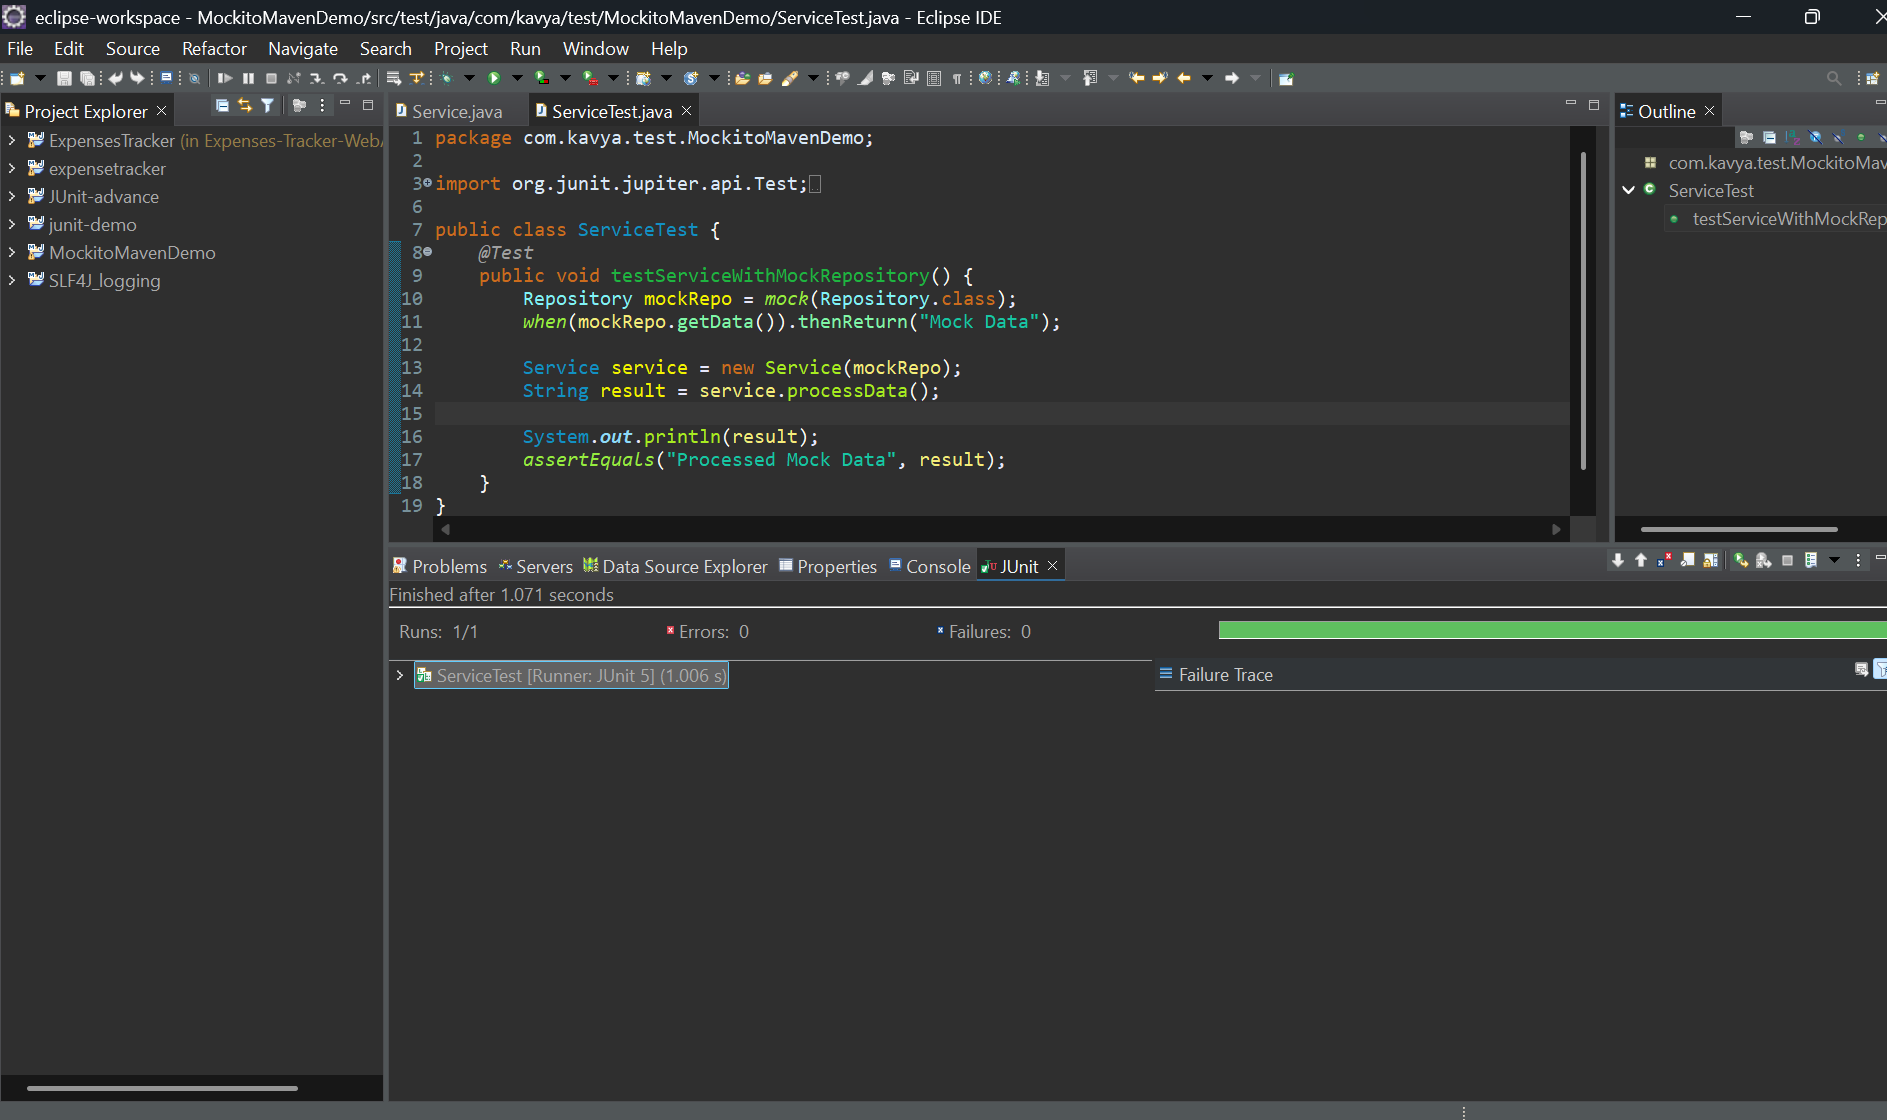 eclipse-workspace - MockitoMavenDemo/src/test/java/com/kavya/test/MockitoMavenDemo/ServiceTest.java - Eclipse IDE
File Edit Source Refactor Navigate Search Project Run Window Help
Project Explorer
ExpensesTracker (in Expenses-Tracker-WebA
expensetracker
JUnit-advance
junit-demo
MockitoMavenDemo
SLF4J_logging
Service.java ServiceTest.java
1 package com.kavya.test.MockitoMavenDemo;
2
3 import org.junit.jupiter.api.Test;
6
7 public class ServiceTest {
8 @Test
9 public void testServiceWithMockRepository() {
10 Repository mockRepo = mock(Repository.class);
11 when(mockRepo.getData()).thenReturn("Mock Data");
12
13 Service service = new Service(mockRepo);
14 String result = service.processData();
15
16 System.out.println(result);
17 assertEquals("Processed Mock Data", result);
18 }
19 }
Outline
com.kavya.test.MockitoMav
ServiceTest
testServiceWithMockRep
Problems Servers Data Source Explorer Properties Console JUnit
Finished after 1.071 seconds
Runs: 1/1 Errors: 0 Failures: 0
ServiceTest [Runner: JUnit 5] (1.006 s)
Failure Trace